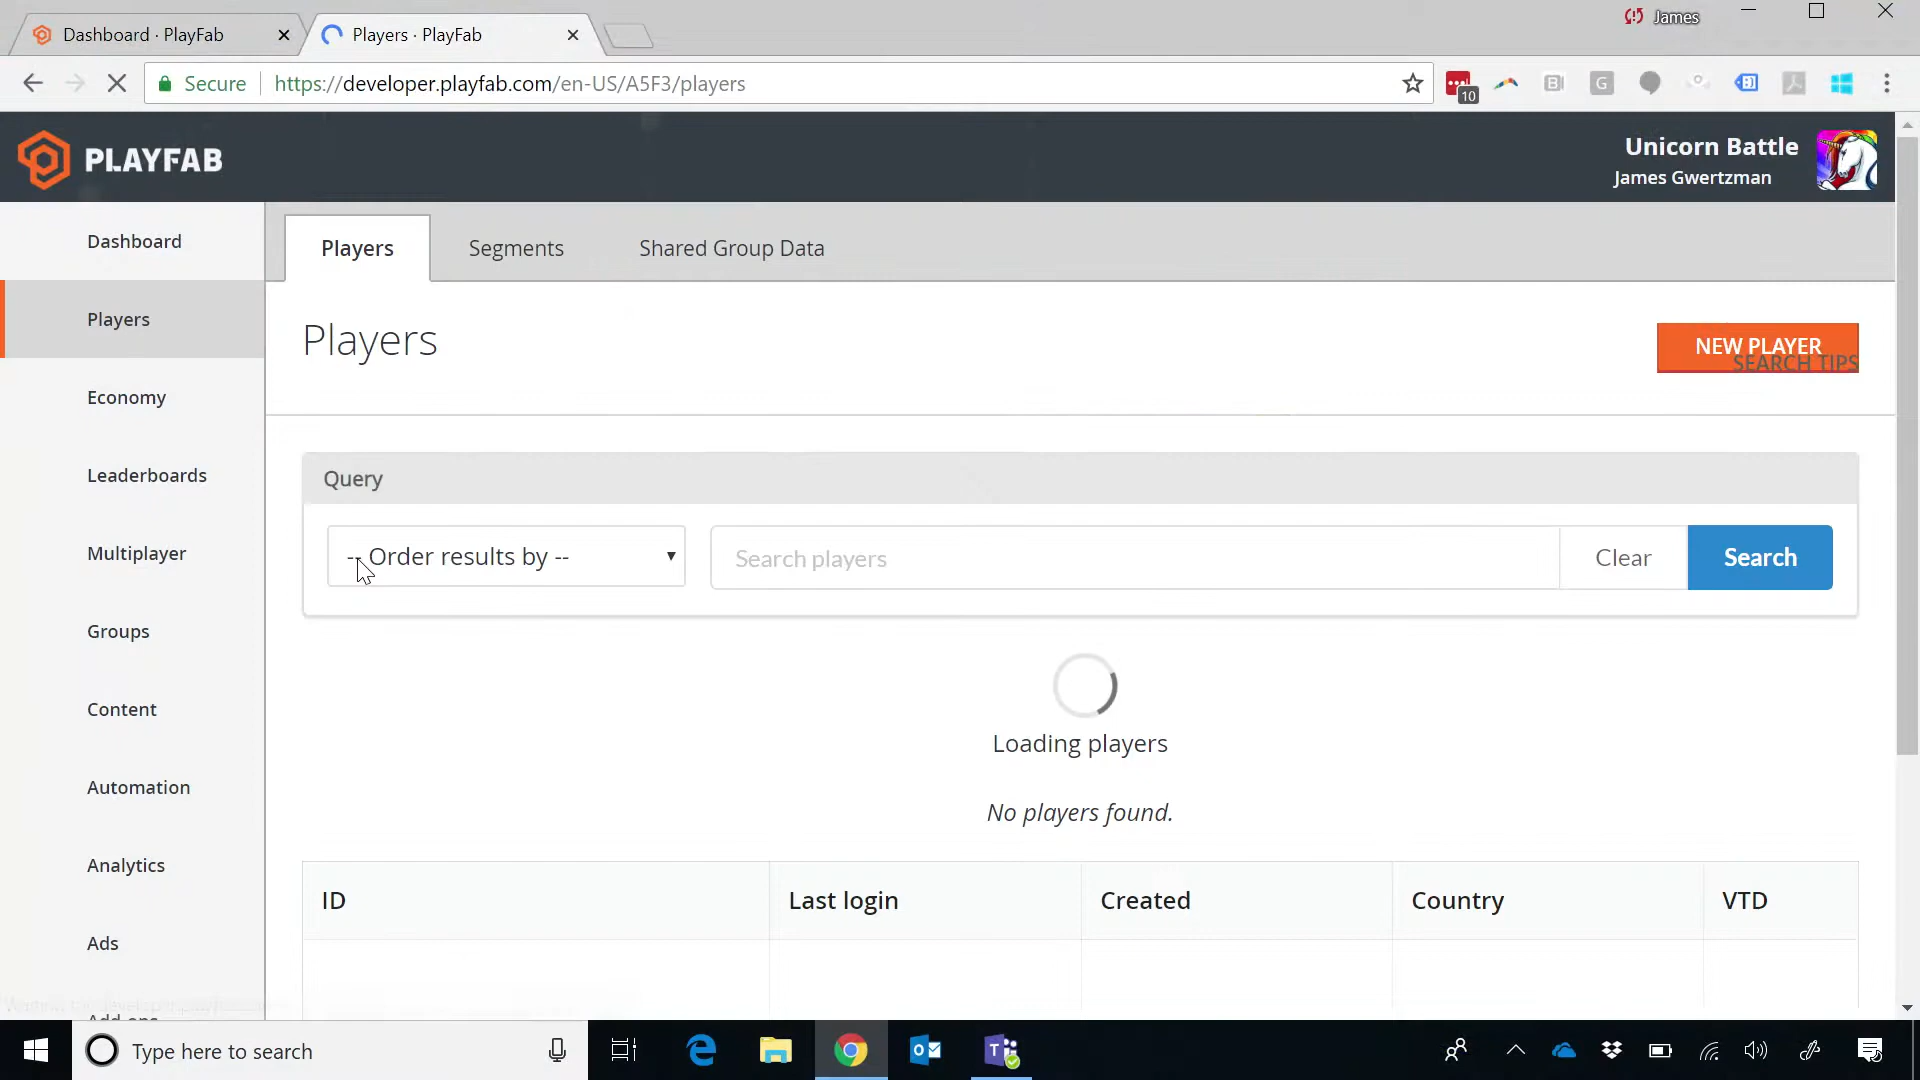 Dashboard · PlayFab
Players · PlayFab
James
Secure
https://developer.playfab.com/en-US/A5F3/players
10
PLAYFAB
Unicorn Battle
James Gwertzman
Dashboard
Players
Economy
Leaderboards
Multiplayer
Groups
Content
Automation
Analytics
Ads
Add-ons
Players
Segments
Shared Group Data
Players
NEW PLAYER
SEARCH TIPS
Query
-- Order results by --
Search players
Clear
Search
Loading players
No players found.
ID
Last login
Created
Country
VTD
Type here to search